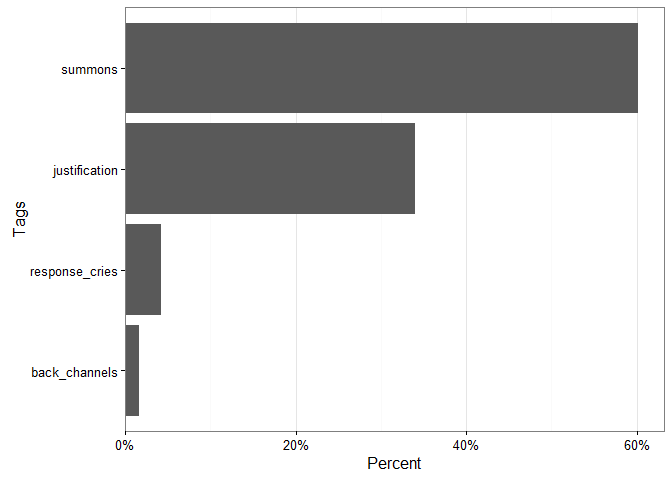 Tags
summons
justification
response_cries
back_channels
0% 20% 40% 60%
Percent